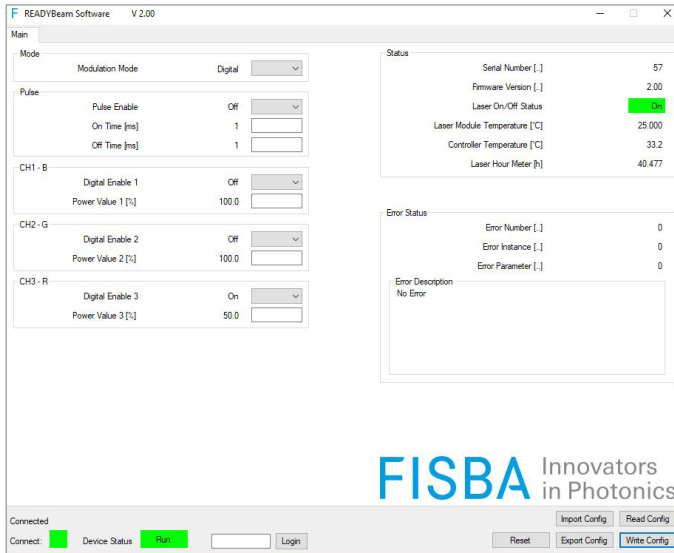 F READYBeam Software V 2.00
Main
Mode
Modulation Mode Digital
Pulse
Pulse Enable Off
On Time [ms] 1
Off Time [ms] 1
CH1 - B
Digital Enable 1 Off
Power Value 1 [%] 100.0
CH2 - G
Digital Enable 2 Off
Power Value 2 [%] 100.0
CH3 - R
Digital Enable 3 On
Power Value 3 [%] 50.0
Status
Serial Number [..] 57
Firmware Version [..] 2.00
Laser On/Off Status On
Laser Module Temperature [°C] 25.000
Controller Temperature [°C] 33.2
Laser Hour Meter [h] 40.477
Error Status
Error Number [..] 0
Error Instance [..] 0
Error Parameter [..] 0
Error Description
No Error
FISBA Innovators
in Photonics
Connected
Connect: Device Status Run Login
Import Config Read Config
Reset Export Config Write Config